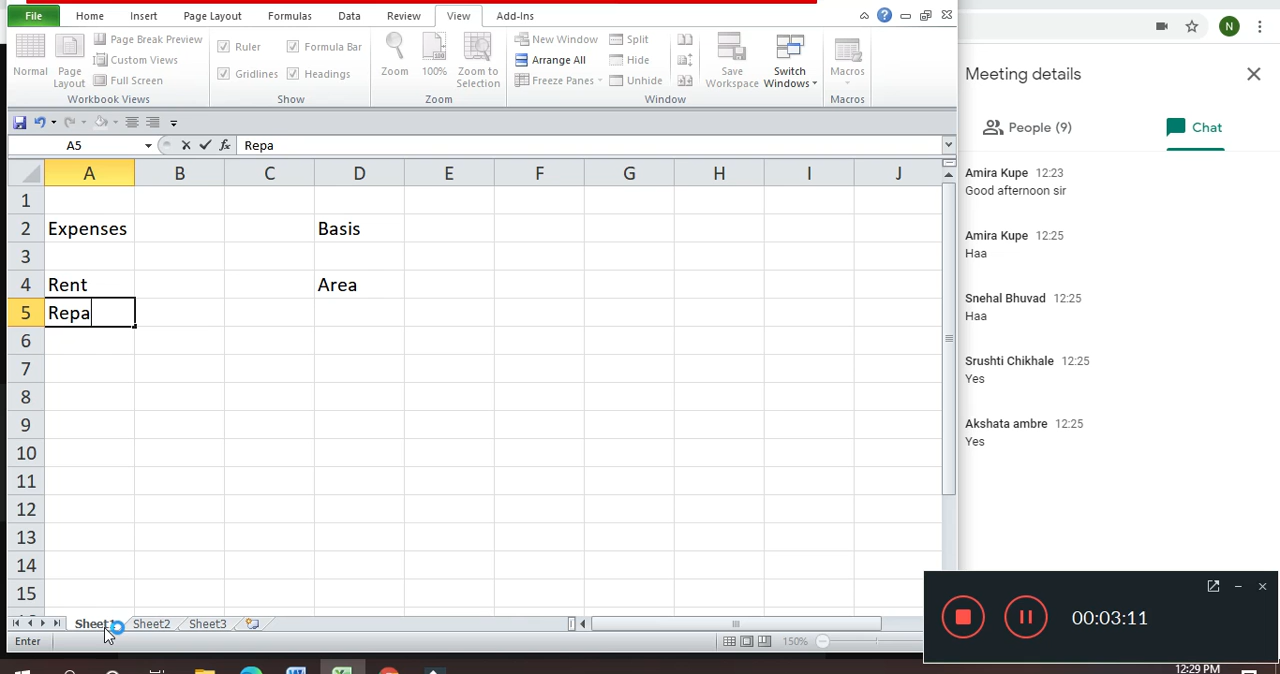 File Home Insert Page Layout Formulas Data Review View Add-Ins
Normal Page Layout Page Break Preview Custom Views Full Screen
Workbook Views
Ruler Formula Bar
Gridlines Headings
Show
Zoom 100% Zoom to Selection
Zoom
New Window Arrange All Freeze Panes Split Hide Unhide
Save Workspace Switch Windows
Window
Macros
Macros
A5 fx Repa
A B C D E F G H I J
1
2 Expenses Basis
3
4 Rent Area
5 Repa
6
7
8
9
10
11
12
13
14
15
Sheet1 Sheet2 Sheet3
Enter 150%
N
Meeting details
People (9) Chat
Amira Kupe 12:23
Good afternoon sir
Amira Kupe 12:25
Haa
Snehal Bhuvad 12:25
Haa
Srushti Chikhale 12:25
Yes
Akshata ambre 12:25
Yes
00:03:11
12:29 PM